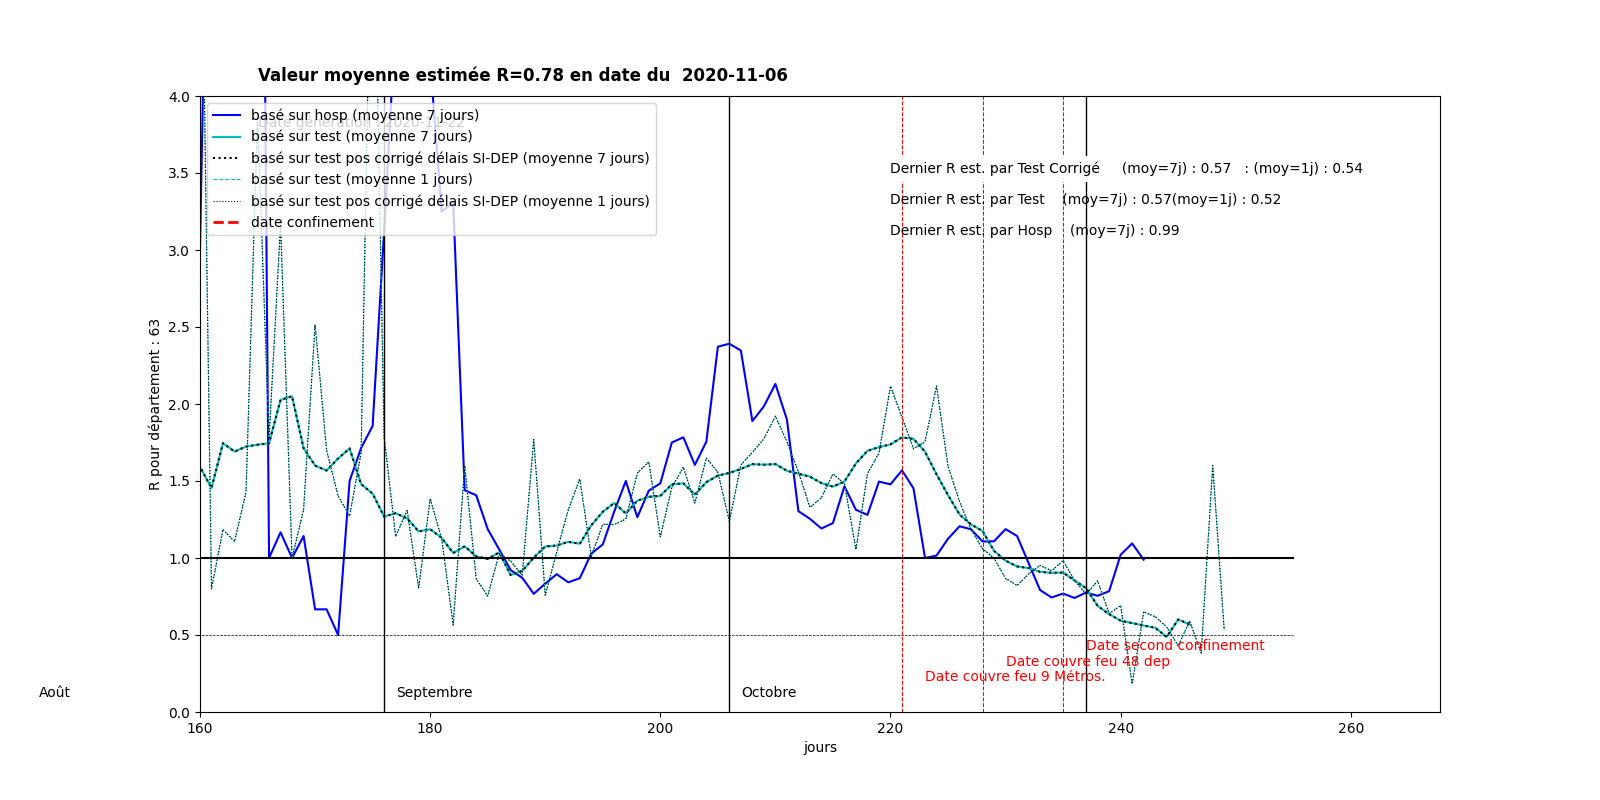 Valeur moyenne estimée R=0.78 en date du  2020-11-06
4.0
3.5
3.0
2.5
2.0
1.5
1.0
0.5
0.0
R pour département : 63
basé sur hosp (moyenne 7 jours)
basé sur test (moyenne 7 jours)
basé sur test pos corrigé délais SI-DEP (moyenne 7 jours)
basé sur test (moyenne 1 jours)
basé sur test pos corrigé délais SI-DEP (moyenne 1 jours)
date confinement
Dernier R est. par Test Corrigé     (moy=7j) : 0.57   : (moy=1j) : 0.54
Dernier R est. par Test    (moy=7j) : 0.57(moy=1j) : 0.52
Dernier R est. par Hosp    (moy=7j) : 0.99
Date second confinement
Date couvre feu 48 dep
Date couvre feu 9 Métros.
Août
Septembre
Octobre
160
180
200
220
240
260
jours